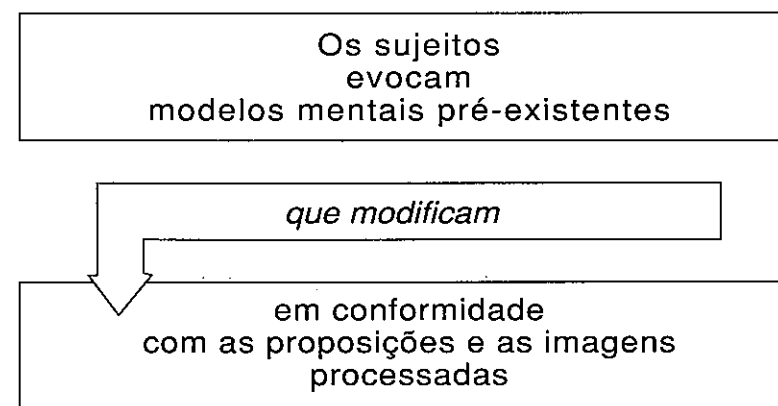 Os sujeitos
evocam
modelos mentais pré-existentes
que modificam
em conformidade
com as proposições e as imagens
processadas